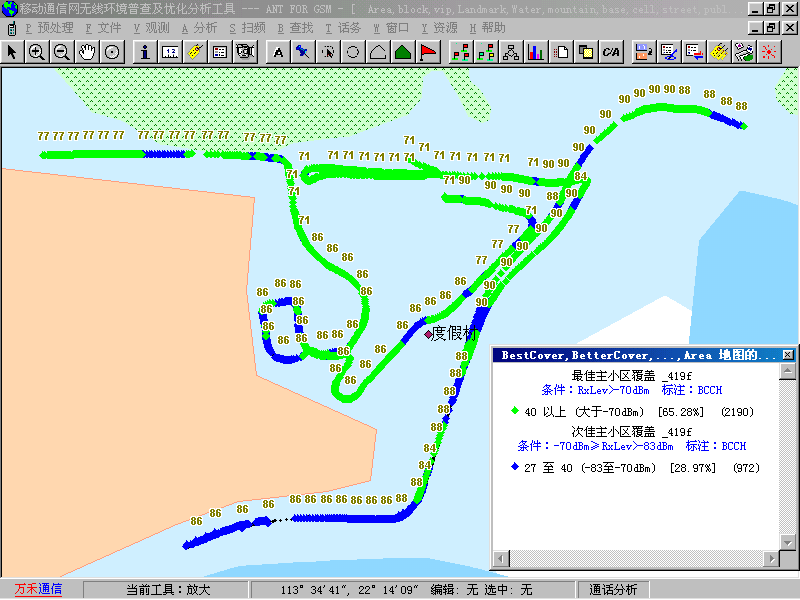 移动通信网无线环境普查及优化分析工具 --- ANT FOR GSM - [ Area,block,vip,Landmark,Water,mountain,base,cell,street,tabl
T 预处理 F 文件 V 观测 A 分析 S 扫频 B 查找 T 话务 W 窗口 Y 资源 H 帮助
C/A
90 90 90 90 88 88 88 88
90 90
77 77 77 77 77 77 77 77 77 77 77 77 77 77 77
71 71
71 71 71 71 71 71 71 71 71 71 71 71 71 90 90
71 71 90 90 90 90 84
71 88 90
71 71 90
86 77 90
86 77 90
86 77 90
86 86 86 86 90
86 86 86 86 86 90
86 86 86
86 86 86 86 86
度假村
86 86 86 86 88
86 88
86 88
88
88
84
84
88
86 86 86 86 86 86 86 88
86 86 86
86
BestCover,BetterCover,...,Area 地图的...
最佳主小区覆盖 _419f
条件：RxLev>-70dBm 标注：BCCH
40 以上 (大于-70dBm) [65.28%] (2190)
次佳主小区覆盖 _419f
条件：-70dBm≥RxLev>-83dBm 标注：BCCH
27 至 40 (-83至-70dBm) [28.97%] (972)
万禾通信 当前工具：放大 113° 34′41″, 22° 14′09″ 编辑: 无 选中: 无 通话分析